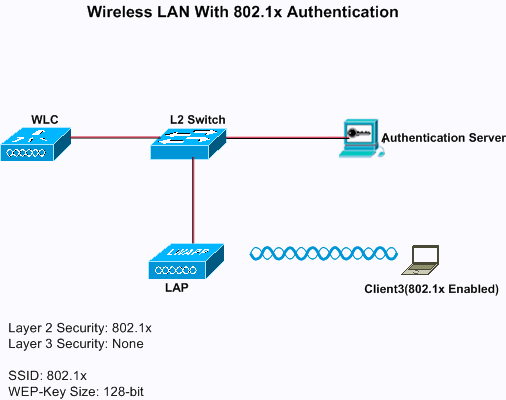 Wireless LAN With 802.1x Authentication
WLC
L2 Switch
Authentication Server
LWAPP
LAP
Client3(802.1x Enabled)
Layer 2 Security: 802.1x
Layer 3 Security: None
SSID: 802.1x
WEP-Key Size: 128-bit